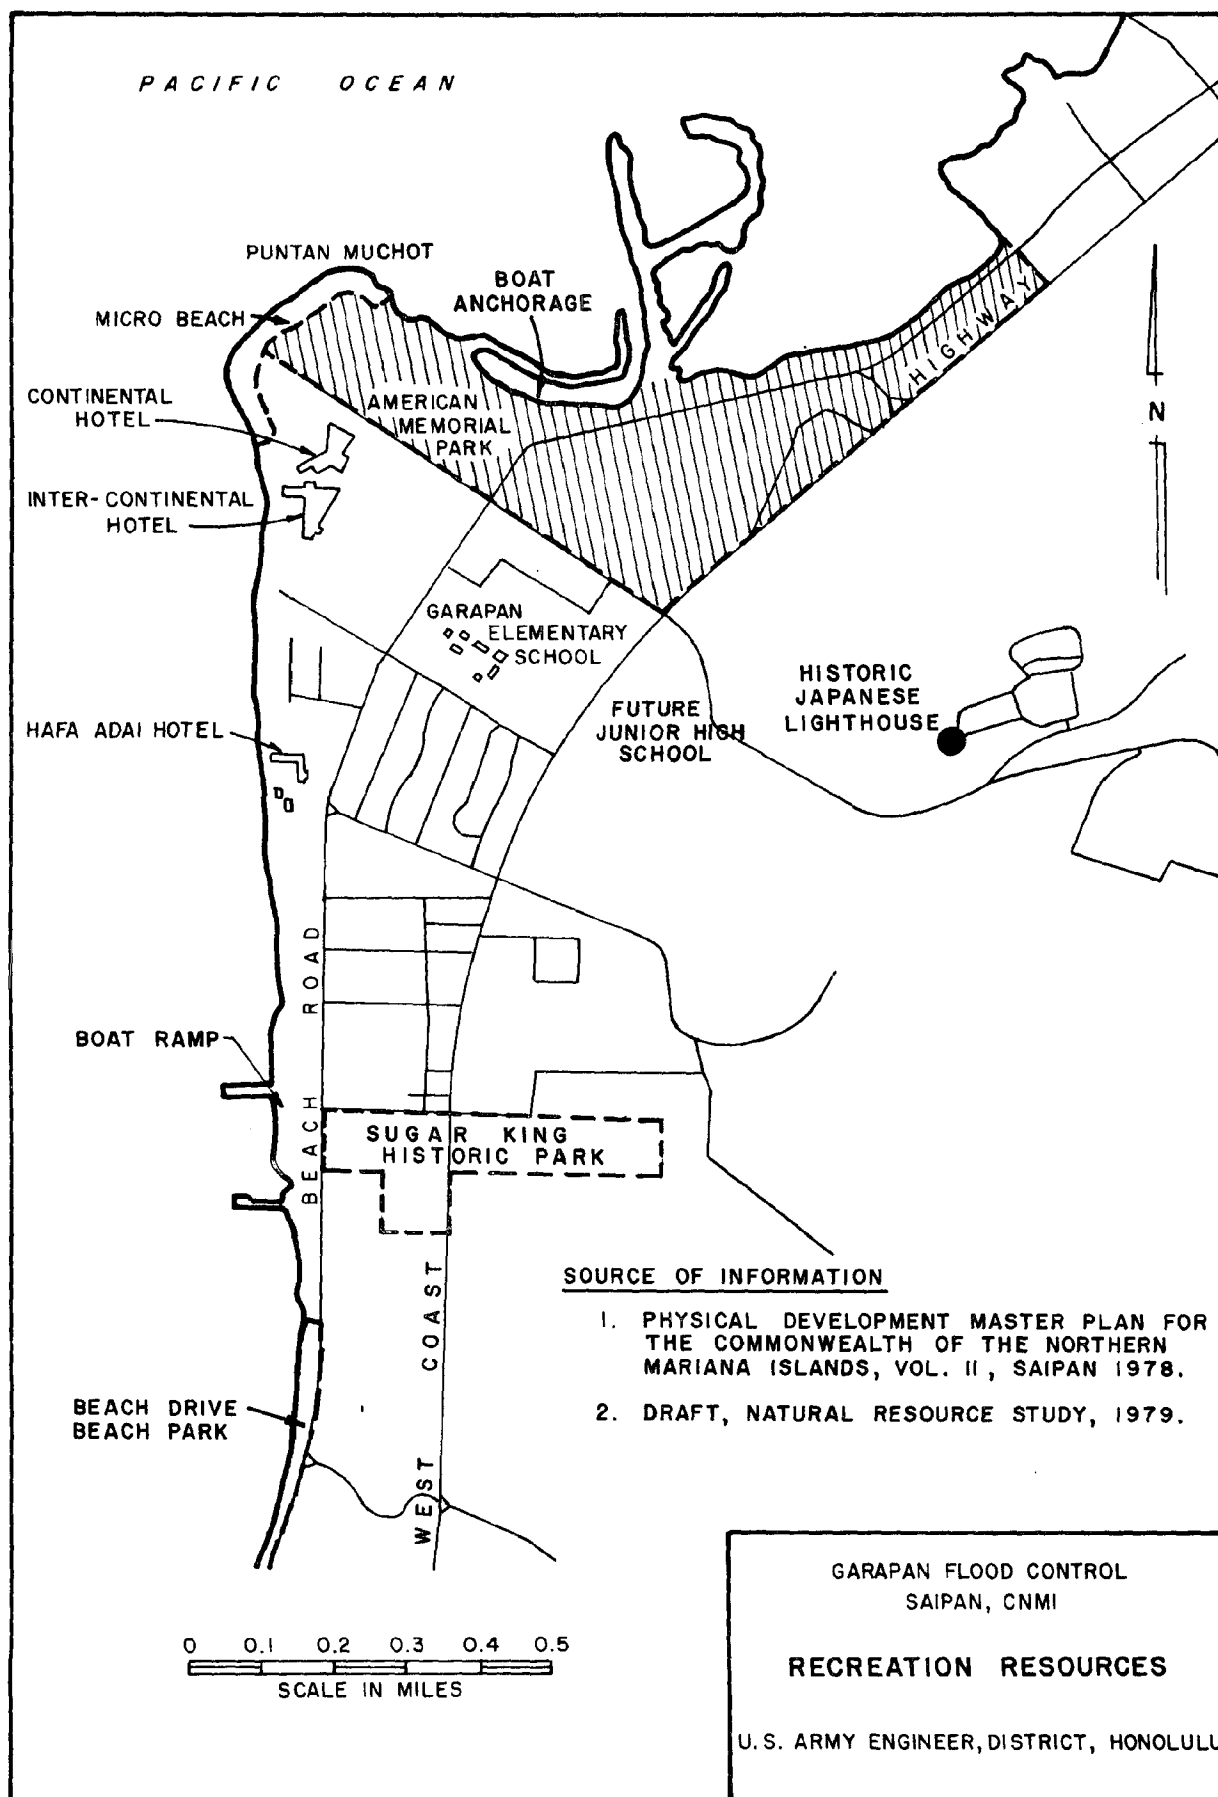 PACIFIC OCEAN
PUNTAN MUCHOT
BOAT
ANCHORAGE
MICRO BEACH
HIGHWAY
CONTINENTAL
HOTEL
AMERICAN
MEMORIAL
PARK
N
INTER-CONTINENTAL
HOTEL
GARAPAN
ELEMENTARY
SCHOOL
HISTORIC
JAPANESE
LIGHTHOUSE
FUTURE
JUNIOR HIGH
SCHOOL
HAFA ADAI HOTEL
BEACH ROAD
BOAT RAMP
SUGAR KING
HISTORIC PARK
WEST COAST
SOURCE OF INFORMATION
1. PHYSICAL DEVELOPMENT MASTER PLAN FOR
THE COMMONWEALTH OF THE NORTHERN
MARIANA ISLANDS, VOL. II, SAIPAN 1978.
2. DRAFT, NATURAL RESOURCE STUDY, 1979.
BEACH DRIVE
BEACH PARK
0 0.1 0.2 0.3 0.4 0.5
SCALE IN MILES
GARAPAN FLOOD CONTROL
SAIPAN, CNMI
RECREATION RESOURCES
U.S. ARMY ENGINEER, DISTRICT, HONOLULU